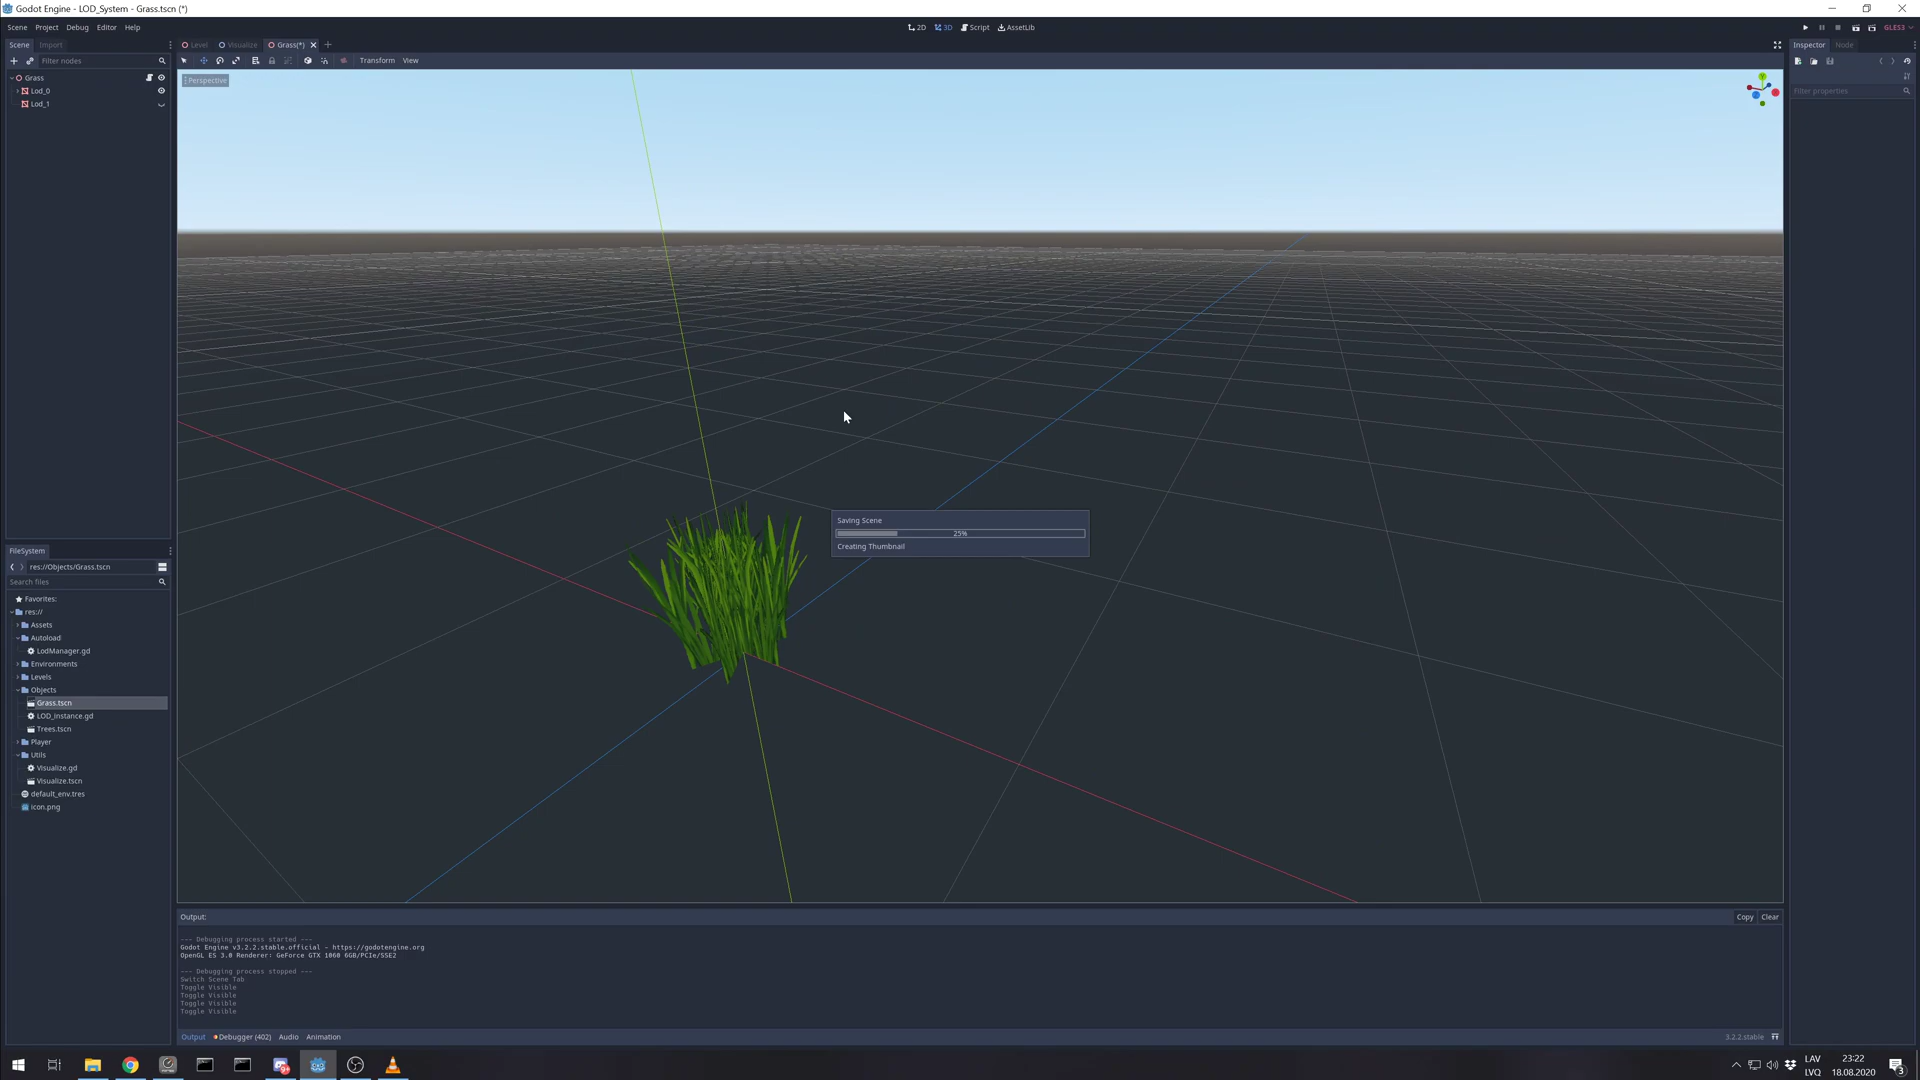 Godot Engine - LOD_System - Grass.tscn (*)
Scene Project Debug Editor Help
2D 3D Script AssetLib
GLES3
Scene Import
Level Visualize Grass(*)
Inspector Node
Filter nodes
Transform View
Grass
Perspective
Y
X
Z
Filter properties
Lod_0
Lod_1
Saving Scene
25%
Creating Thumbnail
FileSystem
res://Objects/Grass.tscn
Search files
Favorites:
res://
Assets
Autoload
LodManager.gd
Environments
Levels
Objects
Grass.tscn
LOD_Instance.gd
Trees.tscn
Player
Utils
Visualize.gd
Visualize.tscn
default_env.tres
icon.png
Output:
Copy Clear
--- Debugging process started ---
Godot Engine v3.2.2.stable.official - https://godotengine.org
OpenGL ES 3.0 Renderer: GeForce GTX 1060 6GB/PCIe/SSE2
--- Debugging process stopped ---
Switch Scene Tab
Toggle Visible
Toggle Visible
Toggle Visible
Toggle Visible
Output Debugger (402) Audio Animation
3.2.2.stable
9+
LAV
LVQ
23:22
18.08.2020
3